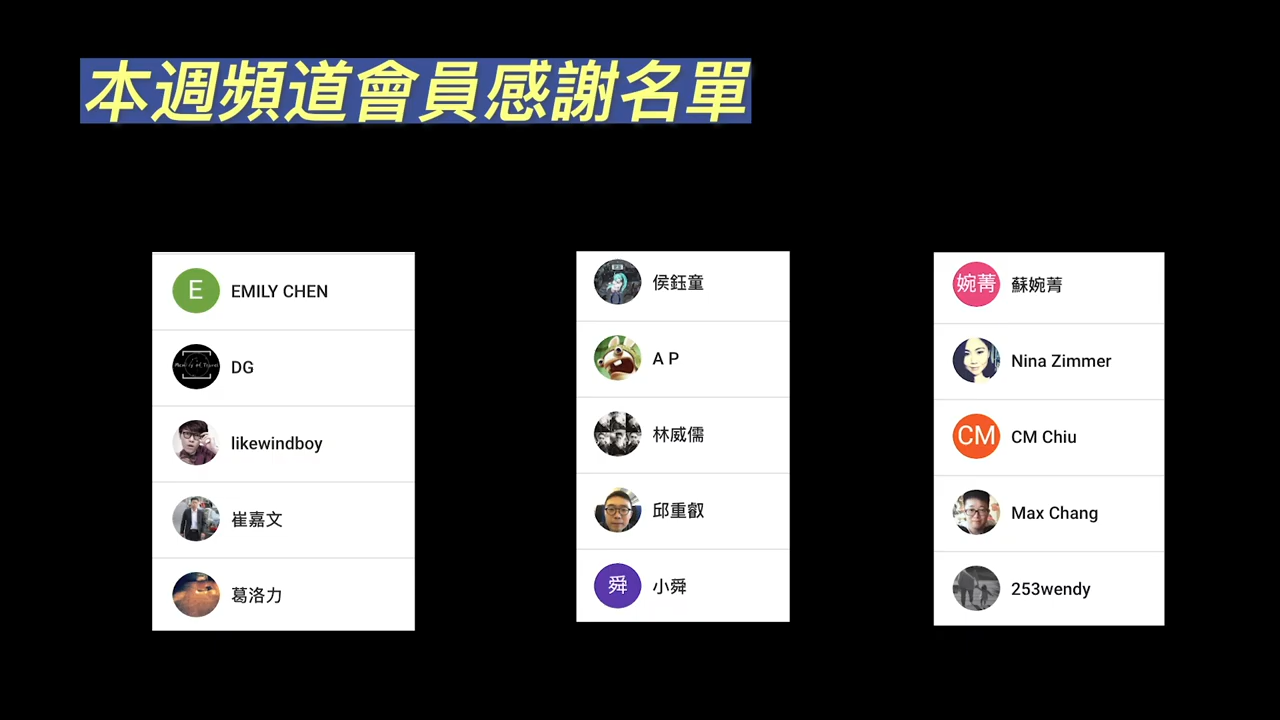 本週頻道會員感謝名單
E
EMILY CHEN
DG
likewindboy
崔嘉文
葛洛力
侯鈺童
A P
林威儒
邱重叡
舜
小舜
婉菁
蘇婉菁
Nina Zimmer
CM
CM Chiu
Max Chang
253wendy